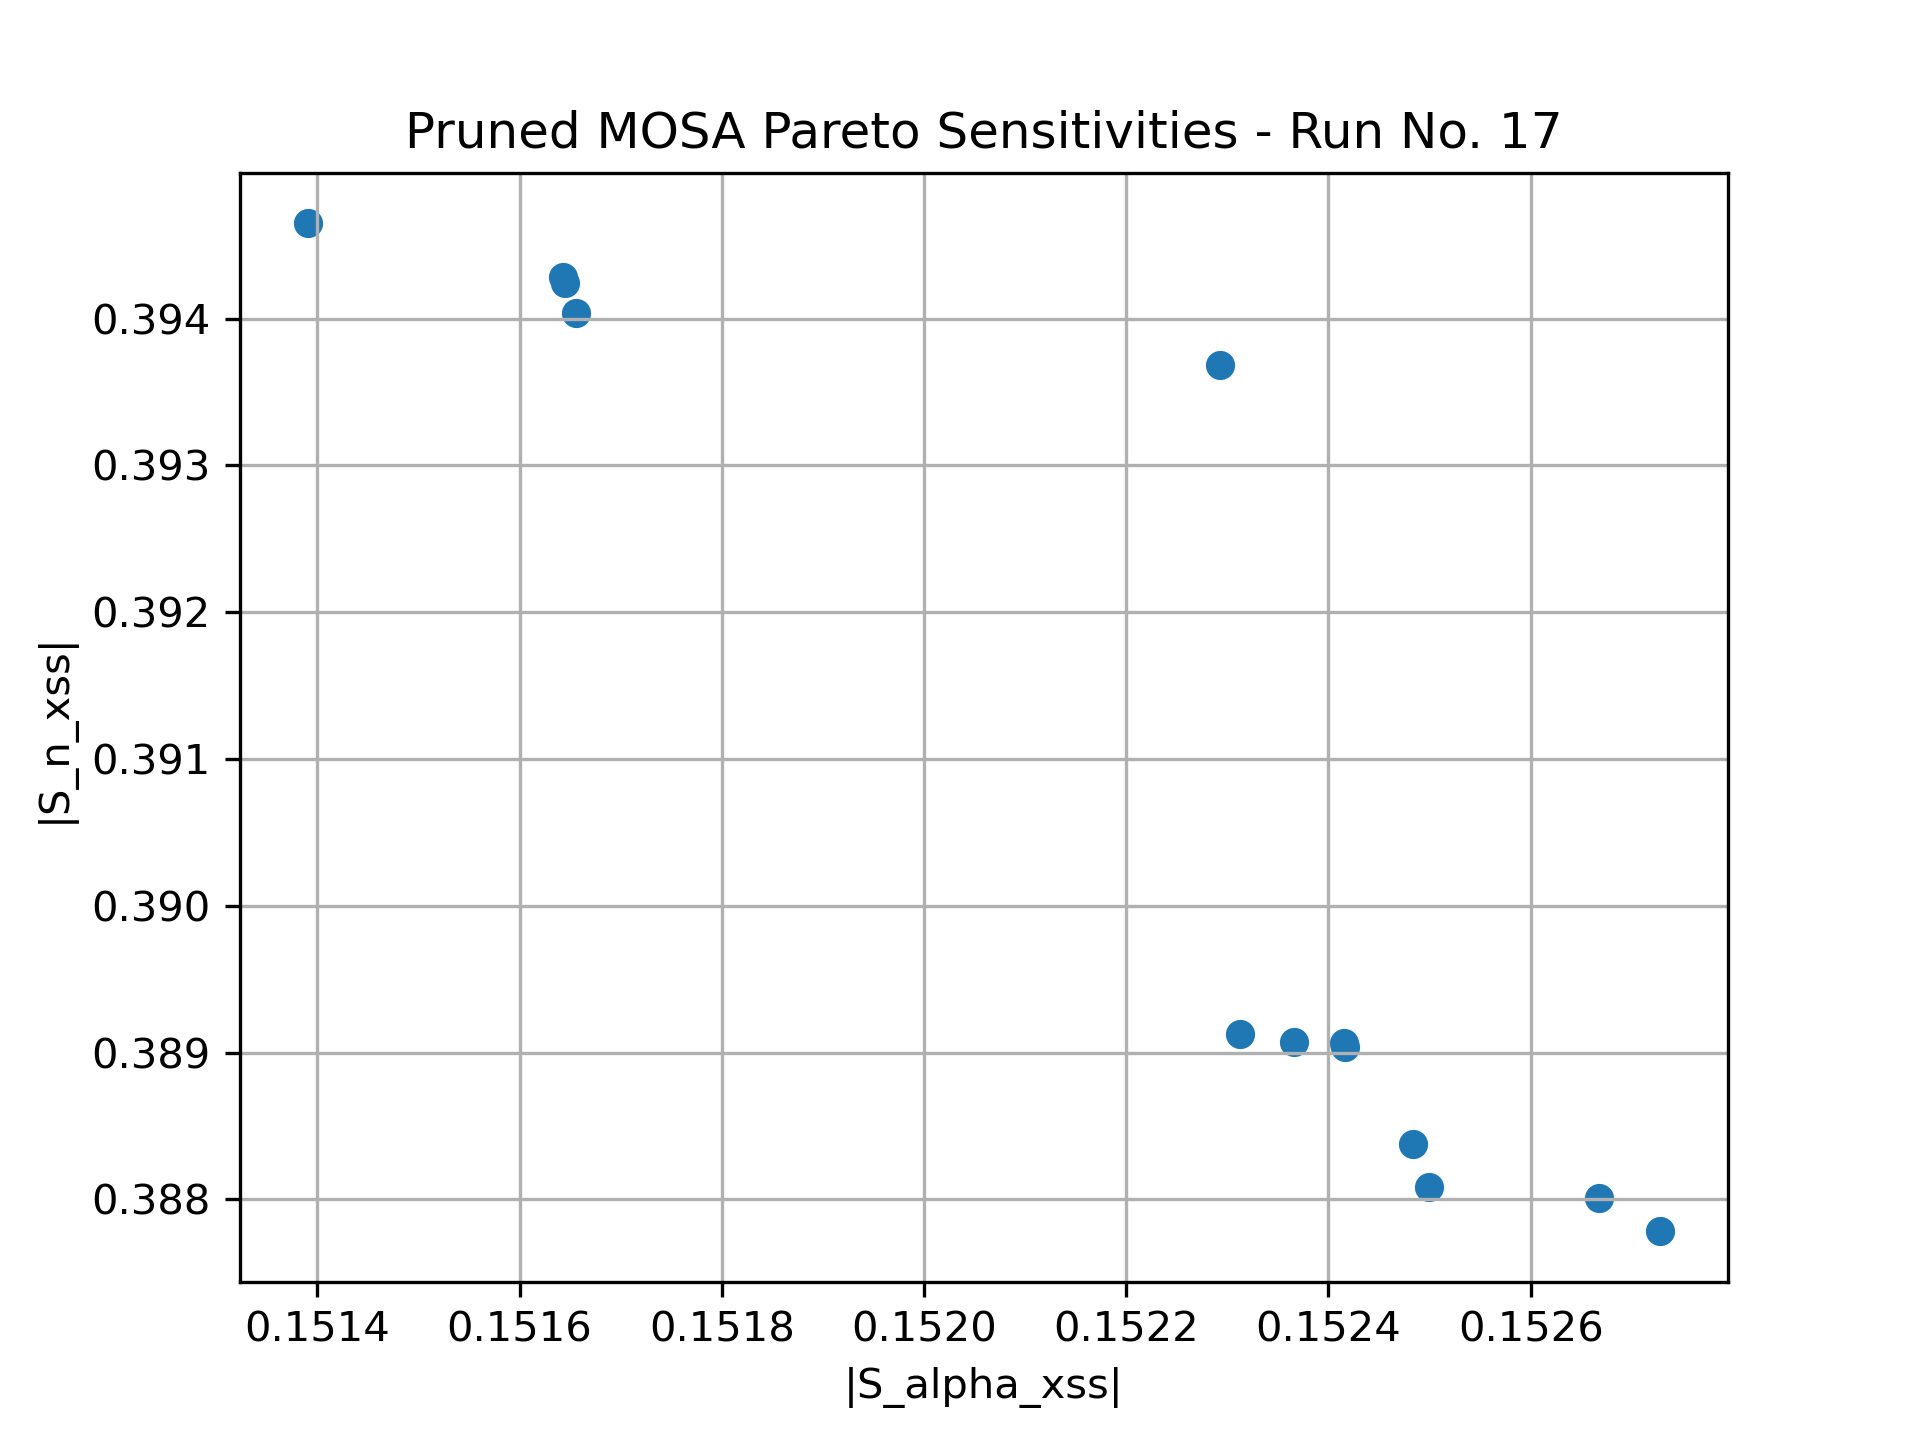 Pruned MOSA Pareto Sensitivities - Run No. 17
|S_n_xss|
0.394
0.393
0.392
0.391
0.390
0.389
0.388
0.1514 0.1516 0.1518 0.1520 0.1522 0.1524 0.1526
|S_alpha_xss|